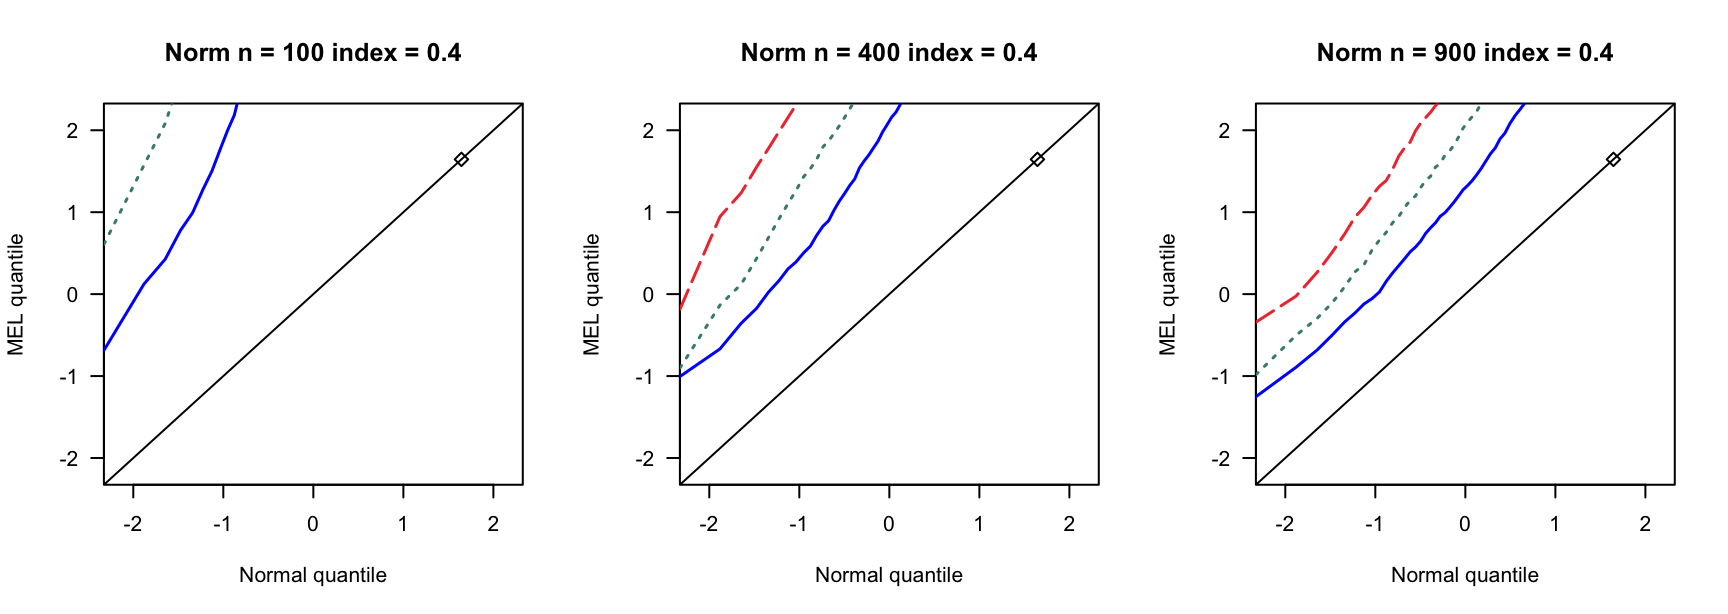 Norm n = 100 index = 0.4
MEL quantile
2
1
0
-1
-2
-2 -1 0 1 2
Normal quantile
Norm n = 400 index = 0.4
MEL quantile
2
1
0
-1
-2
-2 -1 0 1 2
Normal quantile
Norm n = 900 index = 0.4
MEL quantile
2
1
0
-1
-2
-2 -1 0 1 2
Normal quantile